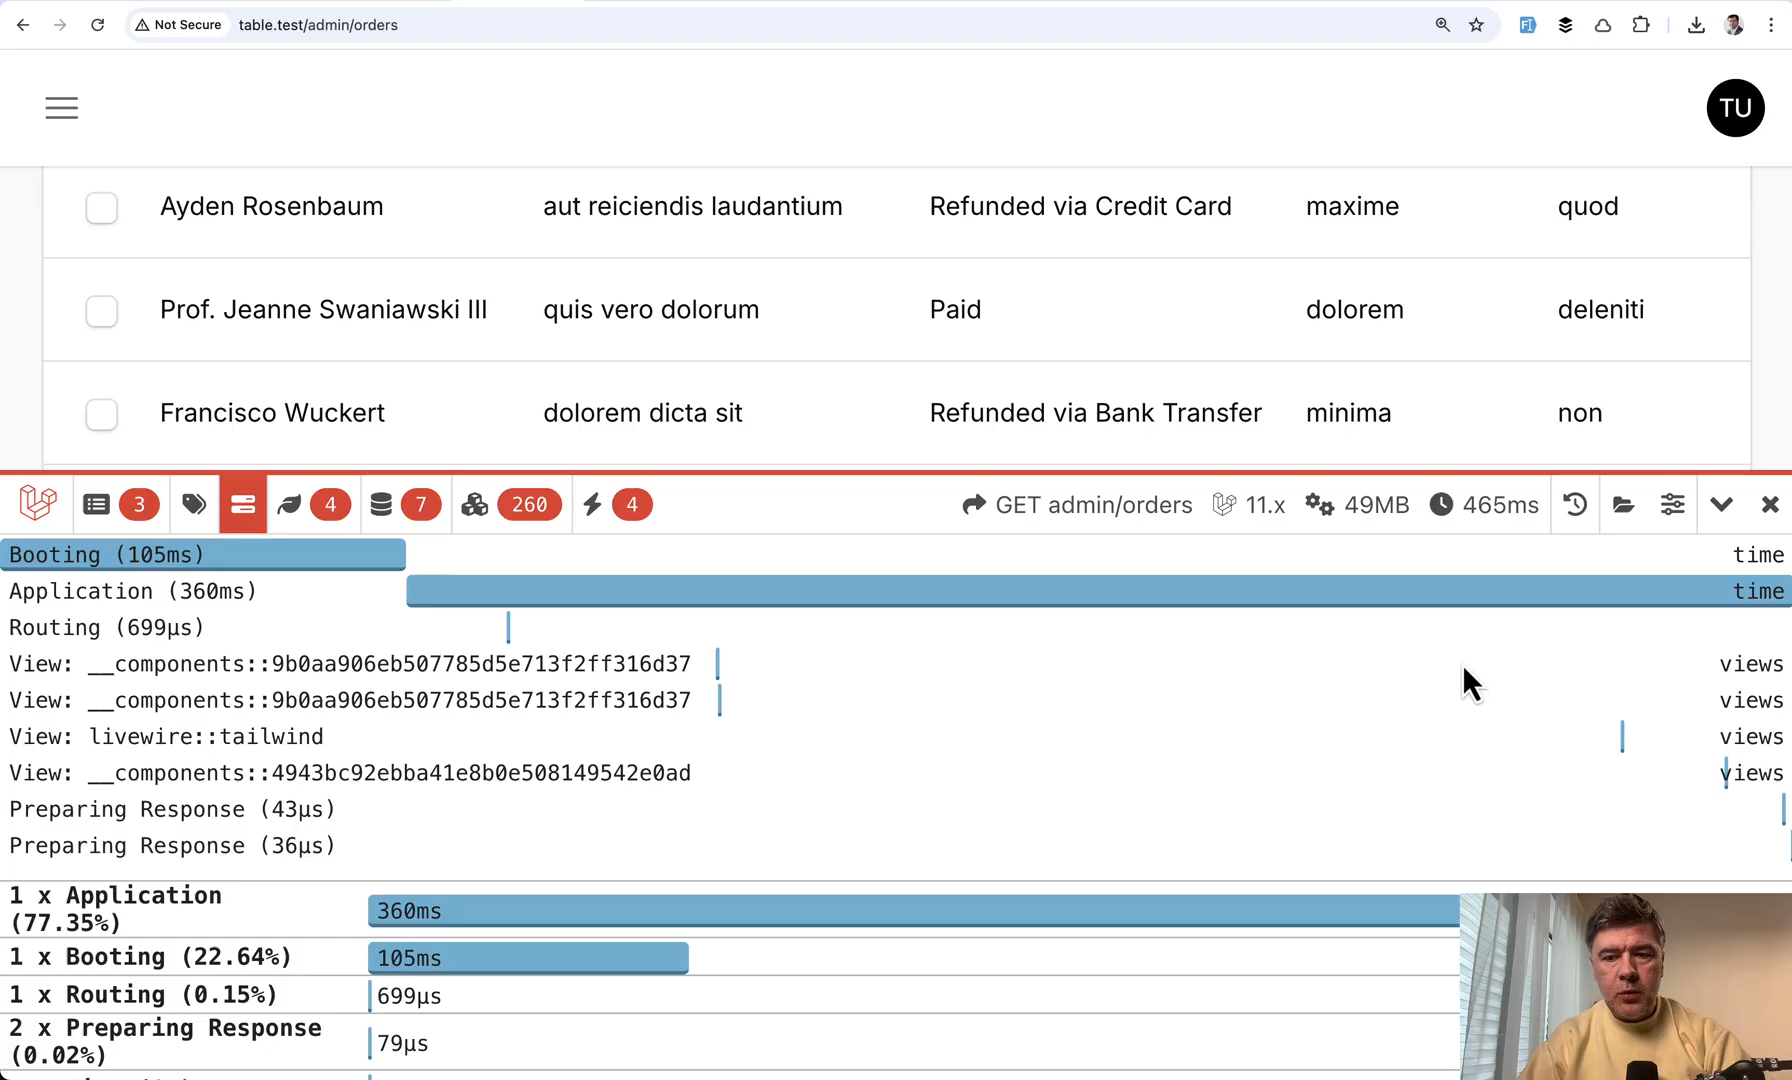 Not Secure table.test/admin/orders
TU
Ayden Rosenbaum aut reiciendis laudantium Refunded via Credit Card maxime quod
Prof. Jeanne Swaniawski III quis vero dolorum Paid dolorem deleniti
Francisco Wuckert dolorem dicta sit Refunded via Bank Transfer minima non
3 4 7 260 4 GET admin/orders 11.x 49MB 465ms
Booting (105ms) time
Application (360ms) time
Routing (699μs)
View: __components::9b0aa906eb507785d5e713f2ff316d37 views
View: __components::9b0aa906eb507785d5e713f2ff316d37 views
View: livewire::tailwind views
View: __components::4943bc92ebba41e8b0e508149542e0ad views
Preparing Response (43μs)
Preparing Response (36μs)
1 x Application
(77.35%) 360ms
1 x Booting (22.64%) 105ms
1 x Routing (0.15%) 699μs
2 x Preparing Response
(0.02%) 79μs